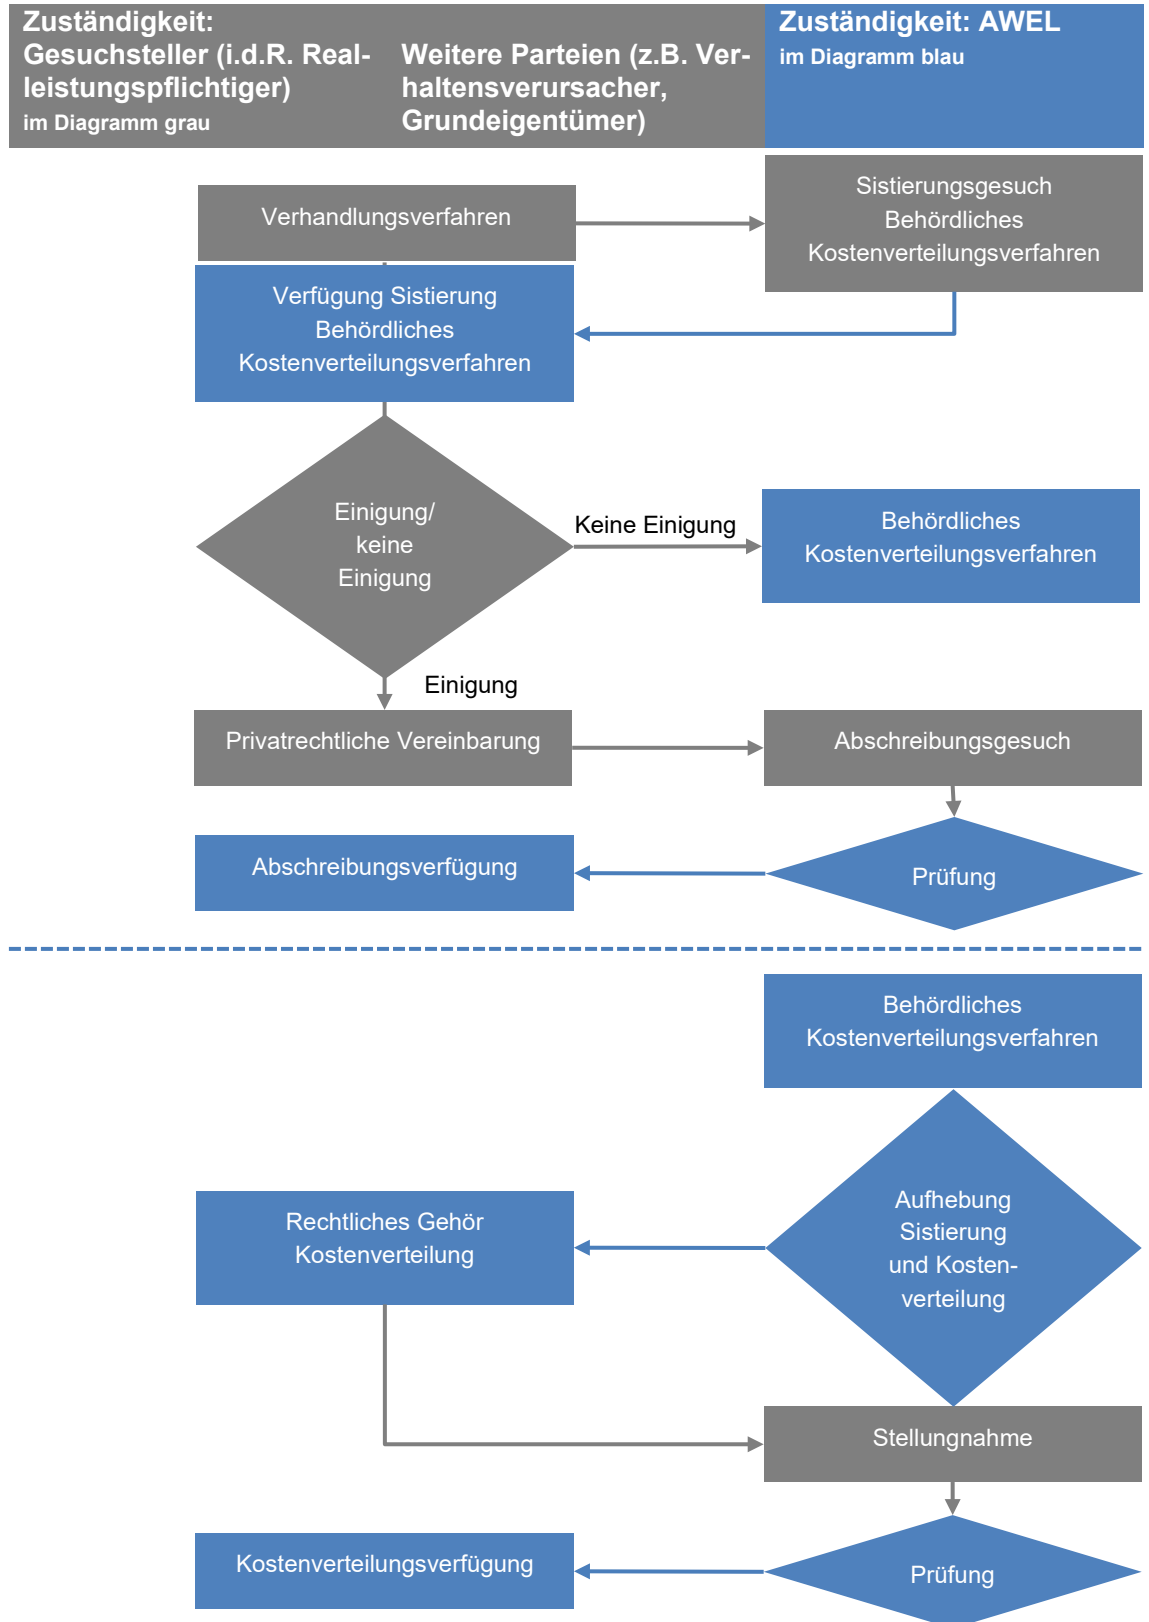 Zuständigkeit:
Gesuchsteller (i.d.R. Real-
leistungspflichtiger)
im Diagramm grau
Weitere Parteien (z.B. Ver-
haltensverursacher,
Grundeigentümer)
Zuständigkeit: AWEL
im Diagramm blau
Verhandlungsverfahren
Sistierungsgesuch
Behördliches
Kostenverteilungsverfahren
Verfügung Sistierung
Behördliches
Kostenverteilungsverfahren
Einigung/
keine
Einigung
Keine Einigung
Behördliches
Kostenverteilungsverfahren
Einigung
Privatrechtliche Vereinbarung
Abschreibungsgesuch
Abschreibungsverfügung
Prüfung
Behördliches
Kostenverteilungsverfahren
Aufhebung
Sistierung
und Kosten-
verteilung
Rechtliches Gehör
Kostenverteilung
Stellungnahme
Kostenverteilungsverfügung
Prüfung